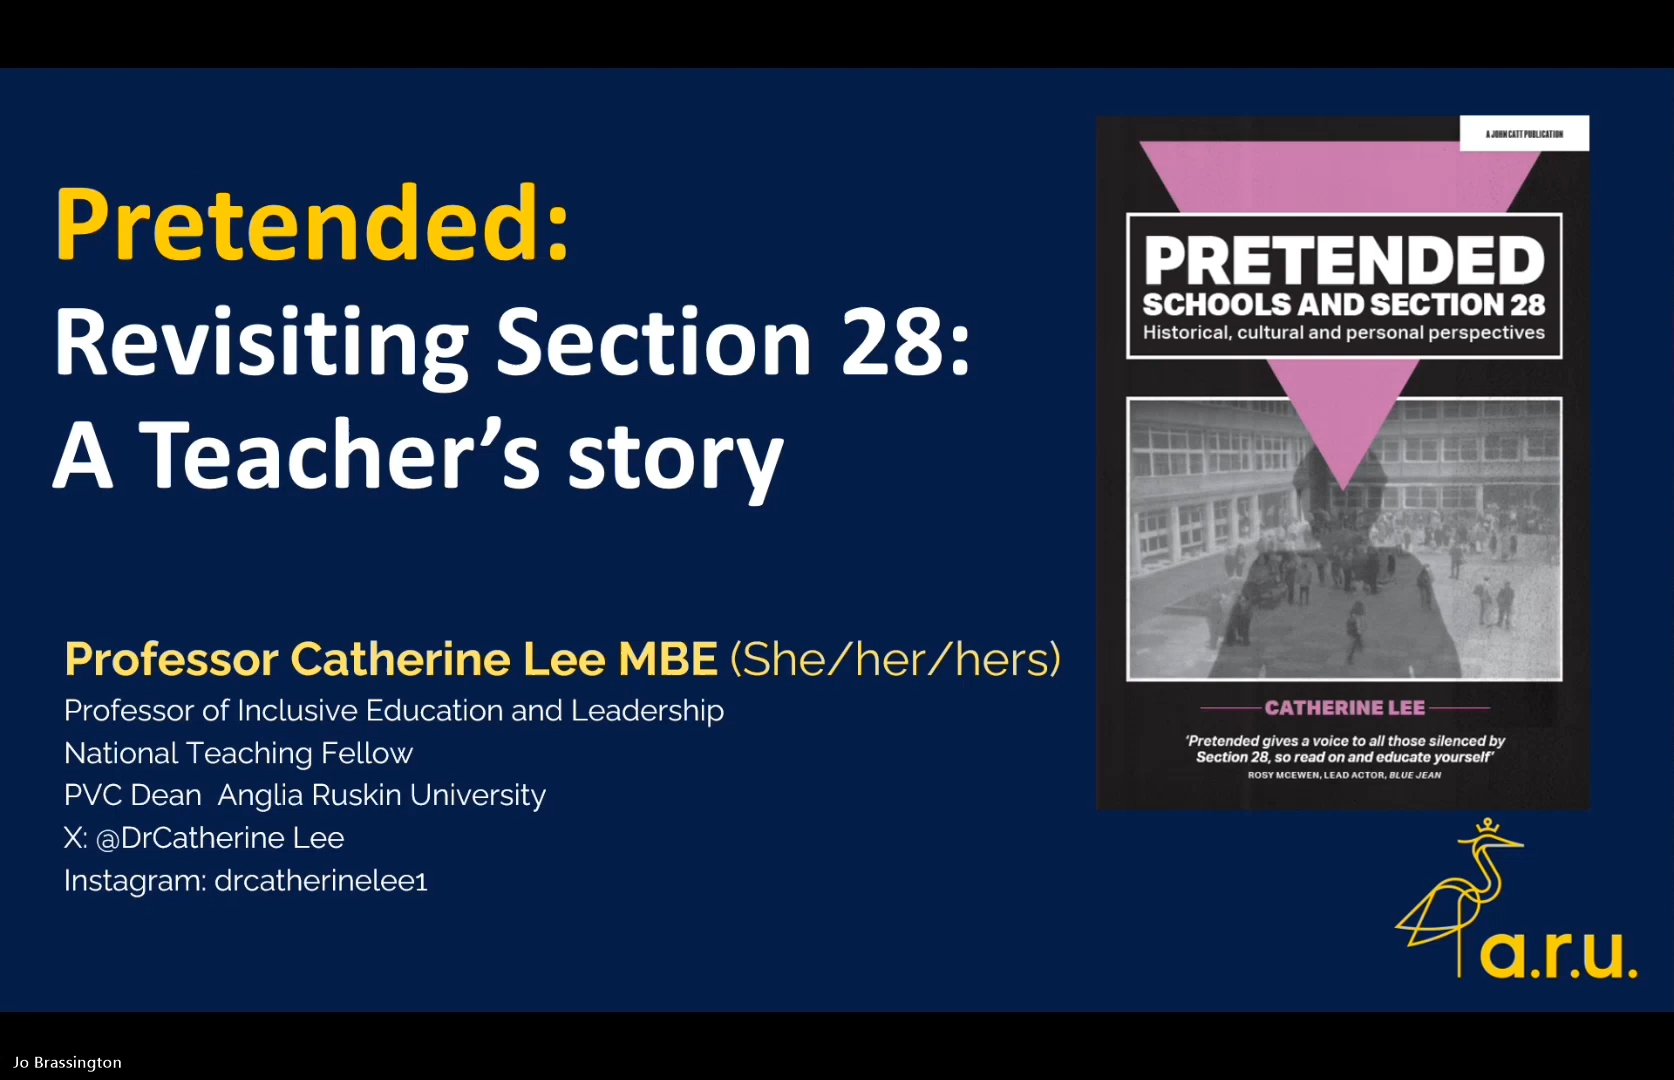 Pretended:
Revisiting Section 28:
A Teacher’s story
Professor Catherine Lee MBE (She/her/hers)
Professor of Inclusive Education and Leadership
National Teaching Fellow
PVC Dean  Anglia Ruskin University
X: @DrCatherine Lee
Instagram: drcatherinelee1
A JOHN CATT PUBLICATION
PRETENDED
SCHOOLS AND SECTION 28
Historical, cultural and personal perspectives
CATHERINE LEE
‘Pretended gives a voice to all those silenced by
Section 28, so read on and educate yourself’
ROSY MCEWEN, LEAD ACTOR, BLUE JEAN
a.r.u.
Jo Brassington